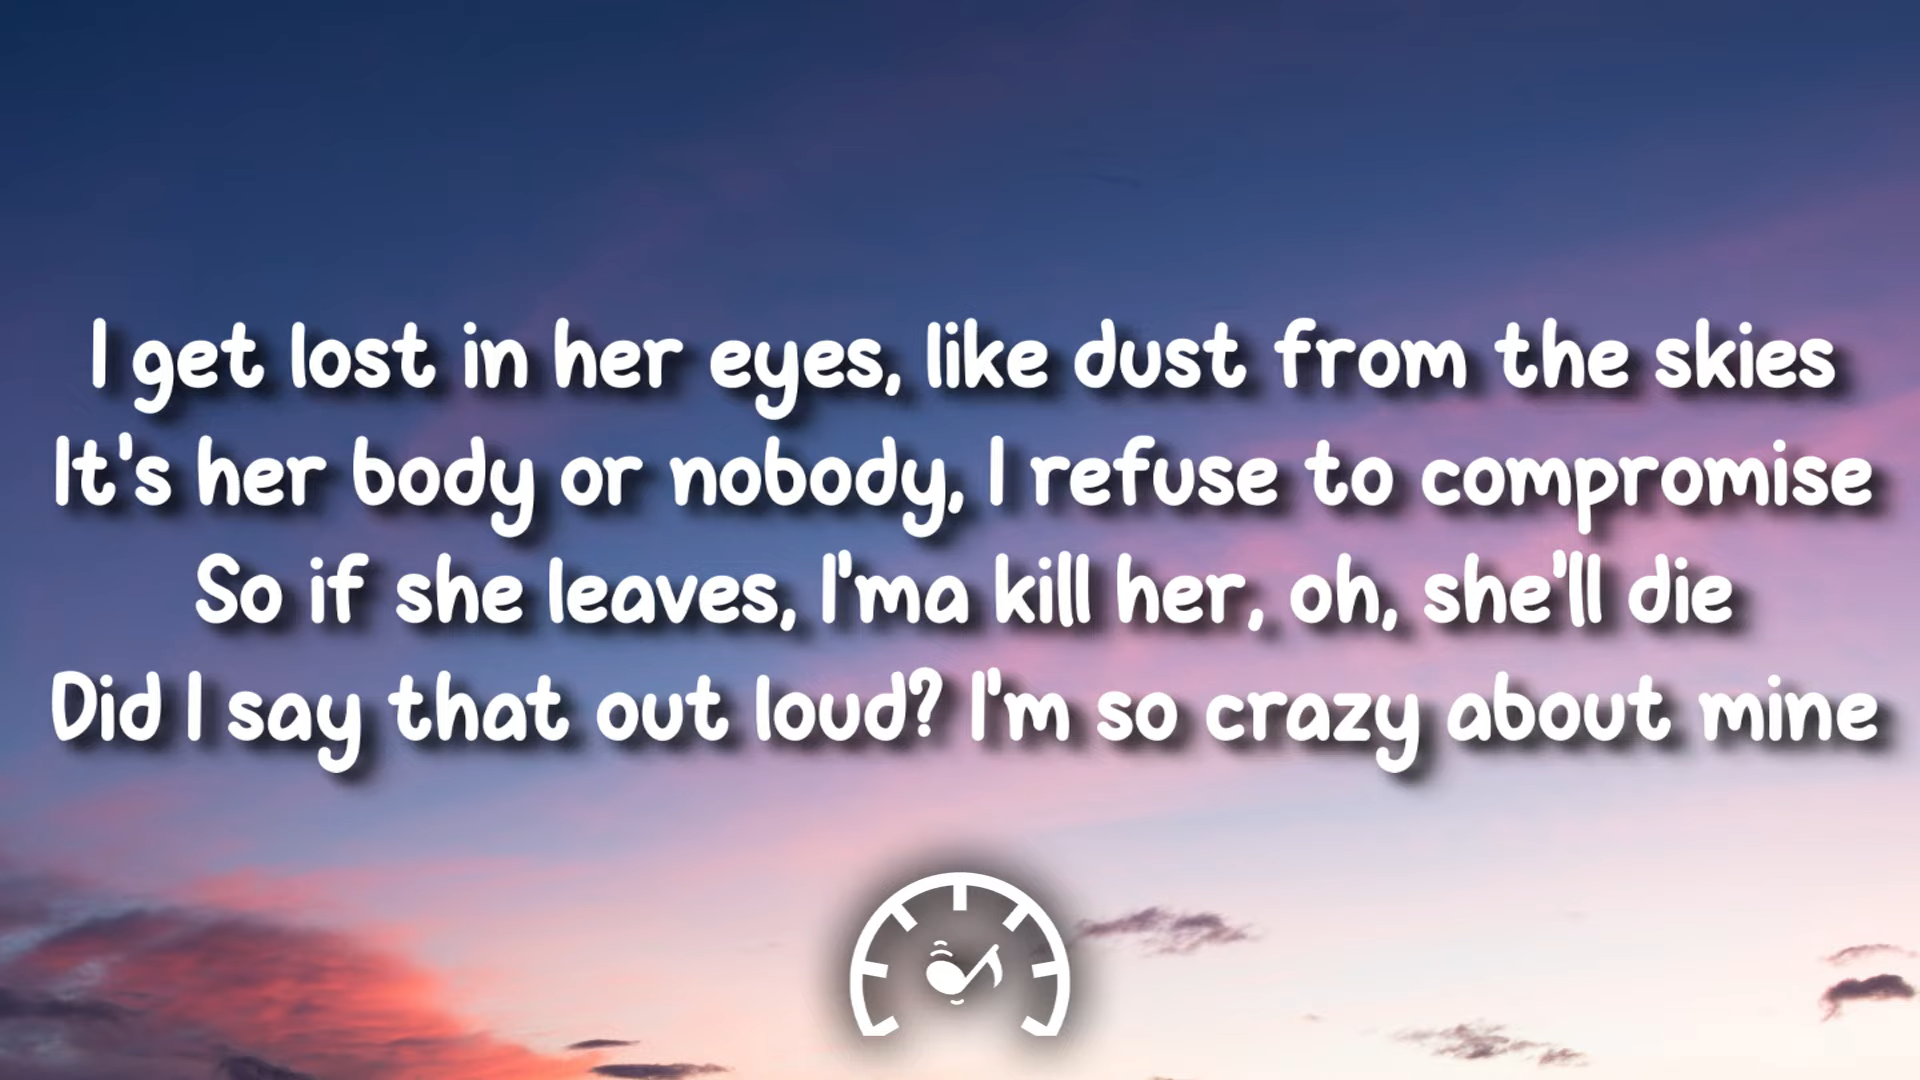 I get lost in her eyes, like dust from the skies
It's her body or nobody, I refuse to compromise
So if she leaves, I'ma kill her, oh, she'll die
Did I say that out loud? I'm so crazy about mine